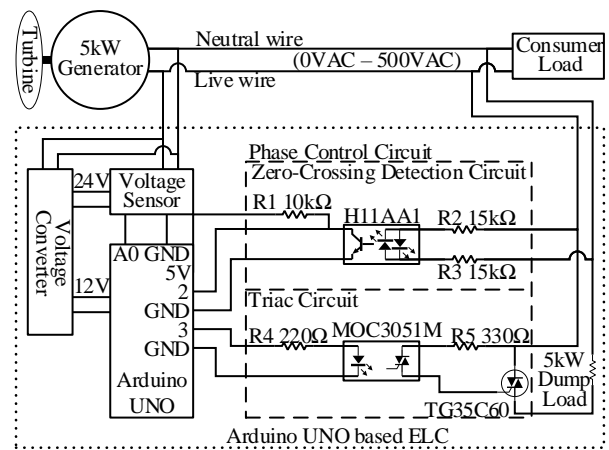 Turbine
5kW
Generator
Neutral wire
(0VAC – 500VAC)
Live wire
Consumer
Load
Phase Control Circuit
Zero-Crossing Detection Circuit
24V
Voltage
Sensor
R1 10kΩ
H11AA1
R2 15kΩ
R3 15kΩ
Voltage
Converter
12V
A0 GND
5V
2
GND
3
GND
Arduino
UNO
Triac Circuit
R4 220Ω
MOC3051M
R5 330Ω
5kW
Dump
Load
TG35C60
Arduino UNO based ELC